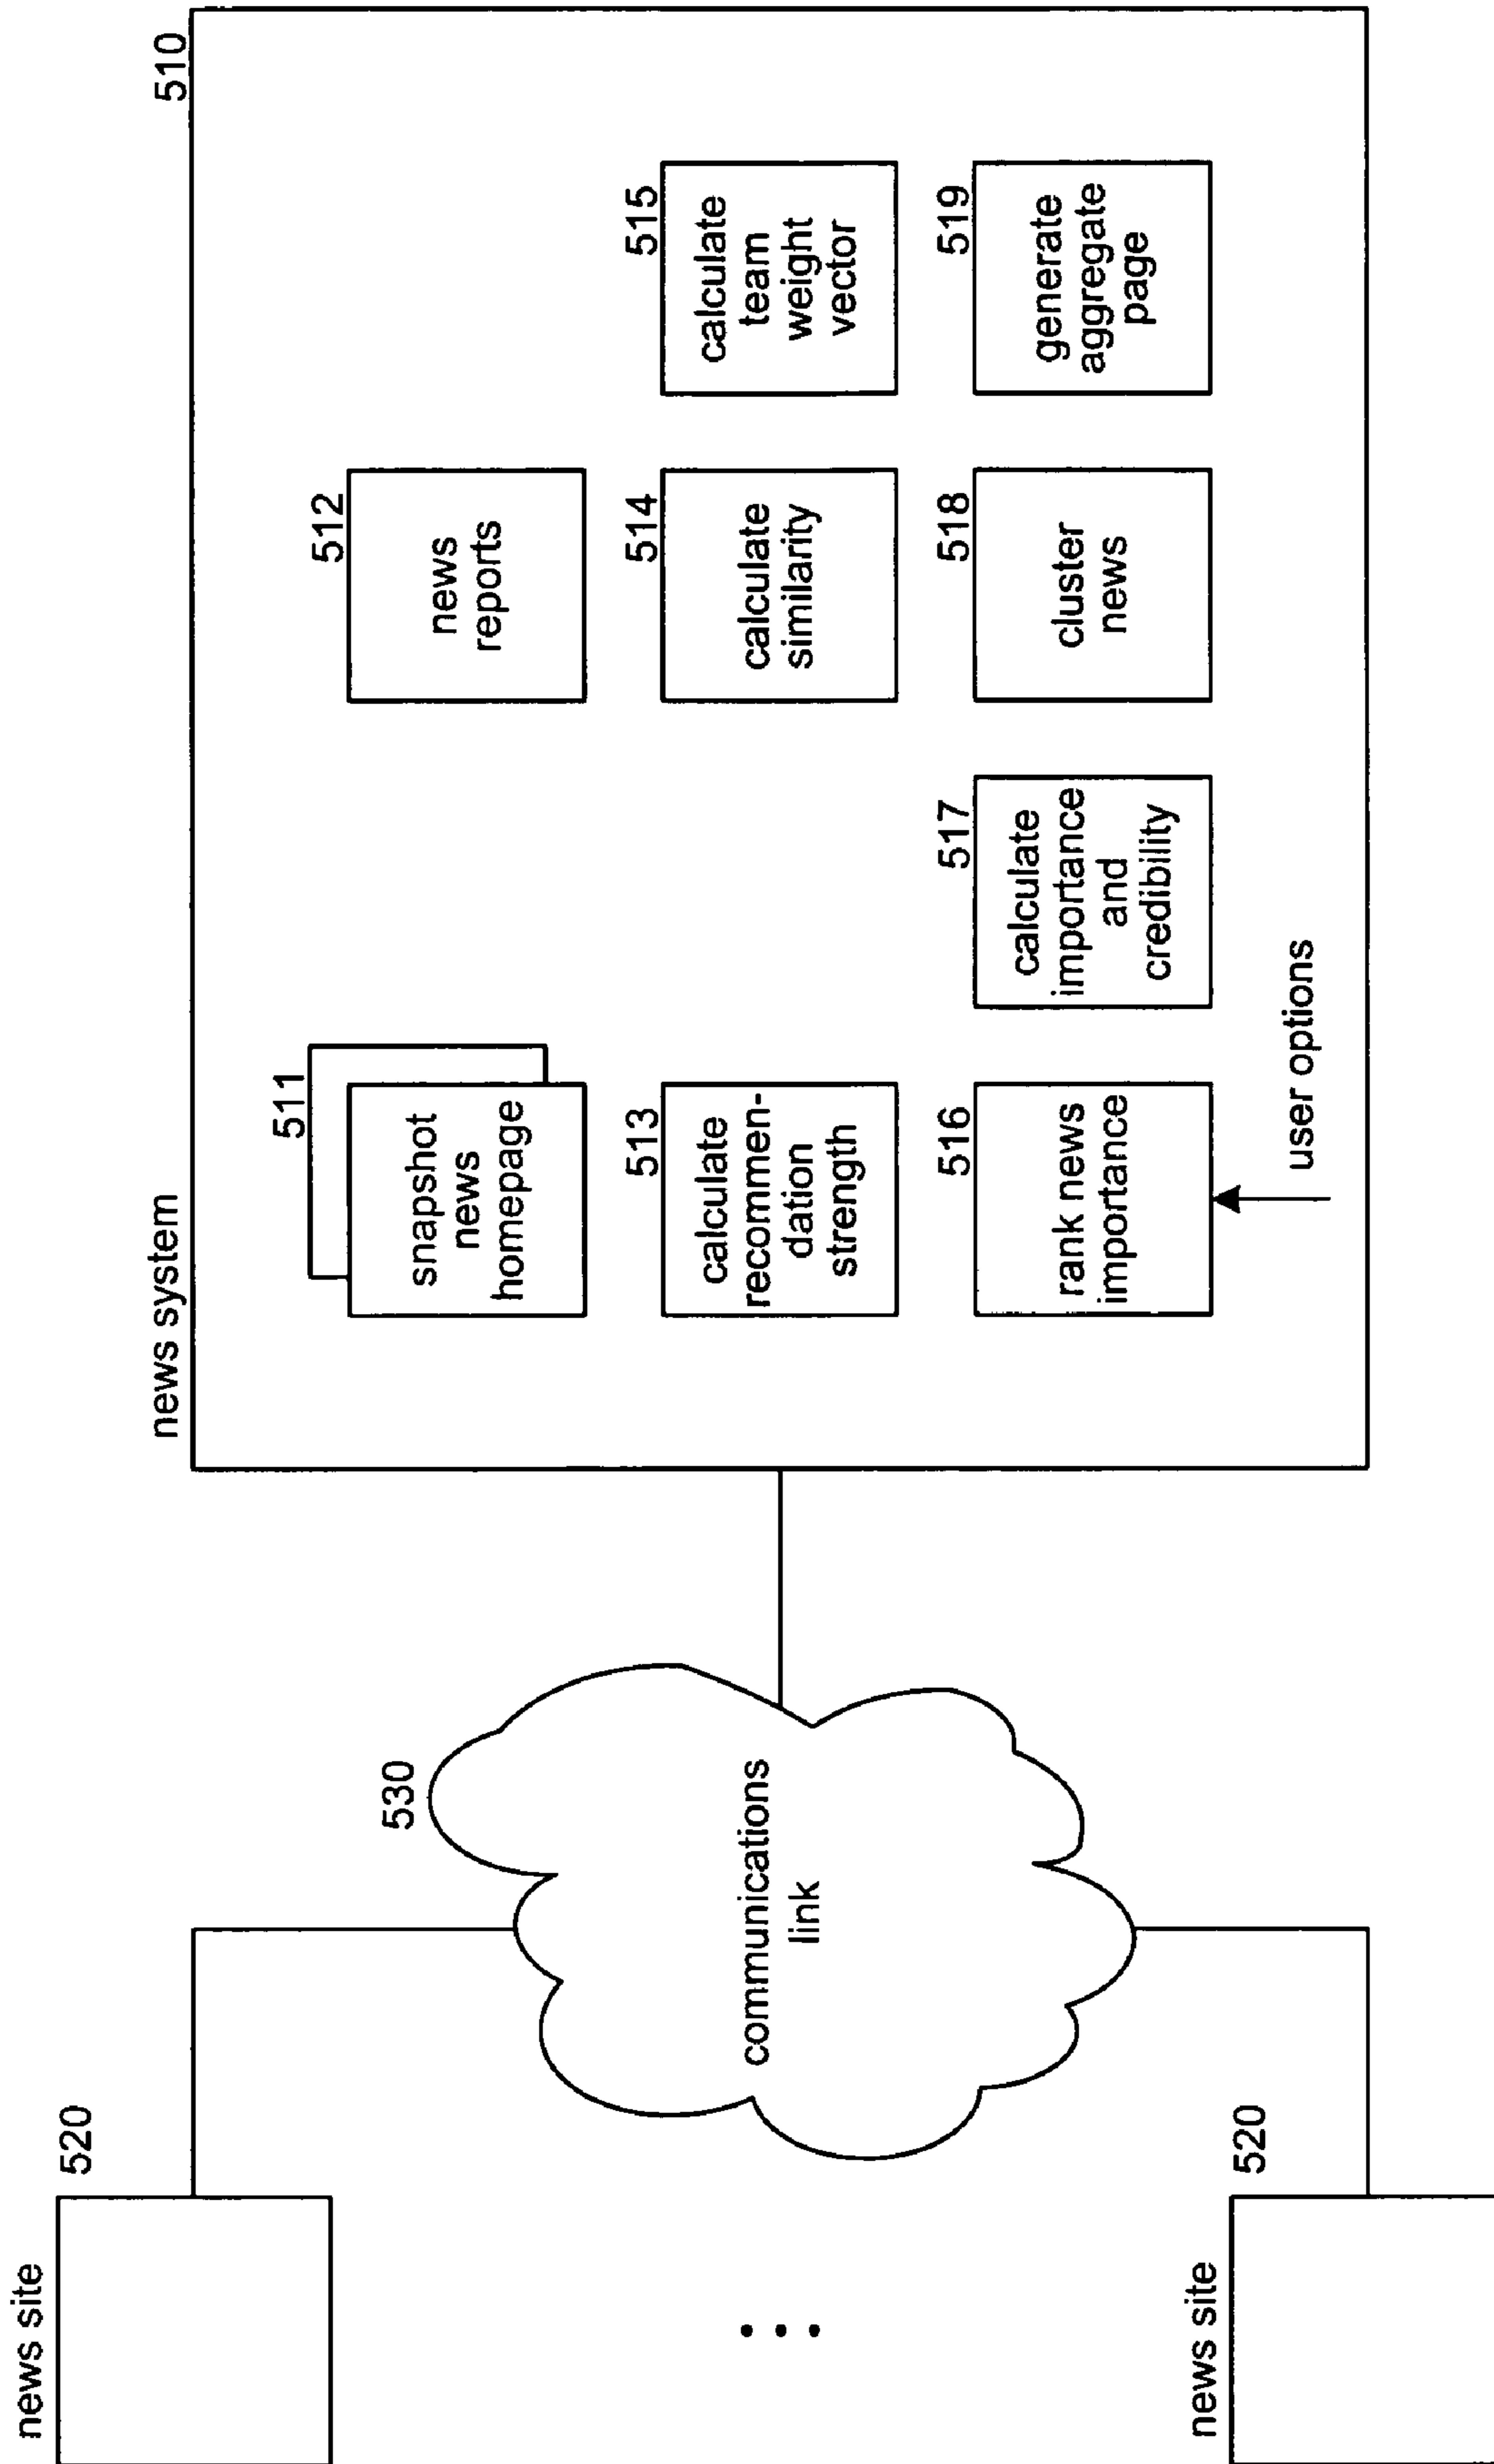 news site
520
news site
520
530
communications
link
news system
510
511
snapshot
news
homepage
512
news
reports
513
calculate
recommen-
dation
strength
514
calculate
similarity
515
calculate
team
weight
vector
516
rank news
importance
517
calculate
importance
and
credibility
518
cluster
news
519
generate
aggregate
page
user options